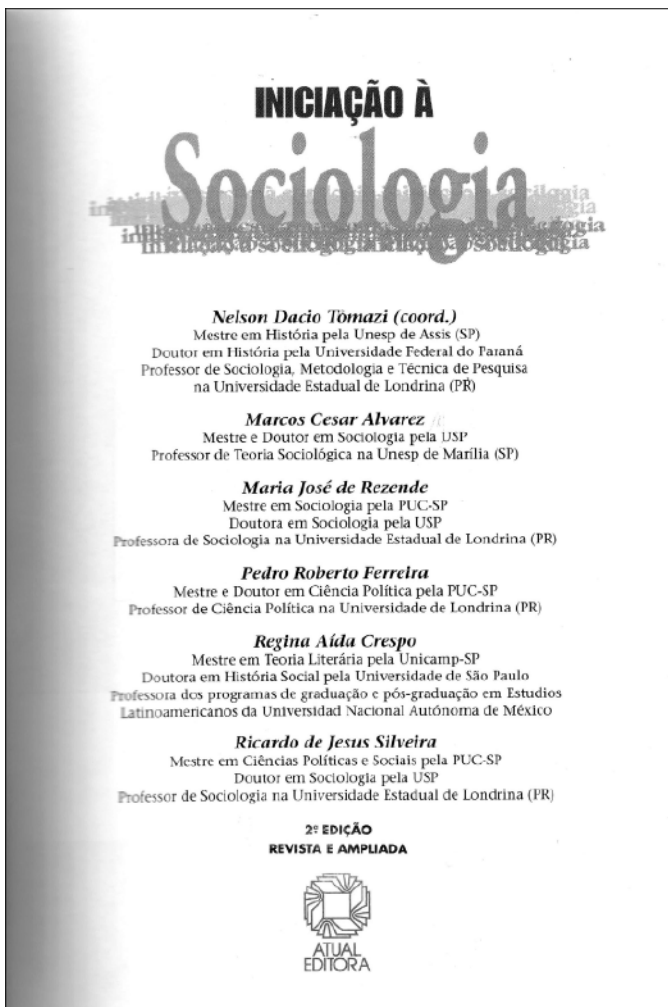 INICIAÇÃO À
Sociologia
Nelson Dacio Tomazi (coord.)
Mestre em História pela Unesp de Assis (SP)
Doutor em História pela Universidade Federal do Paraná
Professor de Sociologia, Metodologia e Técnica de Pesquisa
na Universidade Estadual de Londrina (PR)
Marcos Cesar Alvarez
Mestre e Doutor em Sociologia pela USP
Professor de Teoria Sociológica na Unesp de Marília (SP)
Maria José de Rezende
Mestre em Sociologia pela PUC-SP
Doutora em Sociologia pela USP
Professora de Sociologia na Universidade Estadual de Londrina (PR)
Pedro Roberto Ferreira
Mestre e Doutor em Ciência Política pela PUC-SP
Professor de Ciência Política na Universidade de Londrina (PR)
Regina Aída Crespo
Mestre em Teoria Literária pela Unicamp-SP
Doutora em História Social pela Universidade de São Paulo
Professora dos programas de graduação e pós-graduação em Estudios
Latinoamericanos da Universidad Nacional Autónoma de México
Ricardo de Jesus Silveira
Mestre em Ciências Políticas e Sociais pela PUC-SP
Doutor em Sociologia pela USP
Professor de Sociologia na Universidade Estadual de Londrina (PR)
2ª EDIÇÃO
REVISTA E AMPLIADA
ATUAL
EDITORA